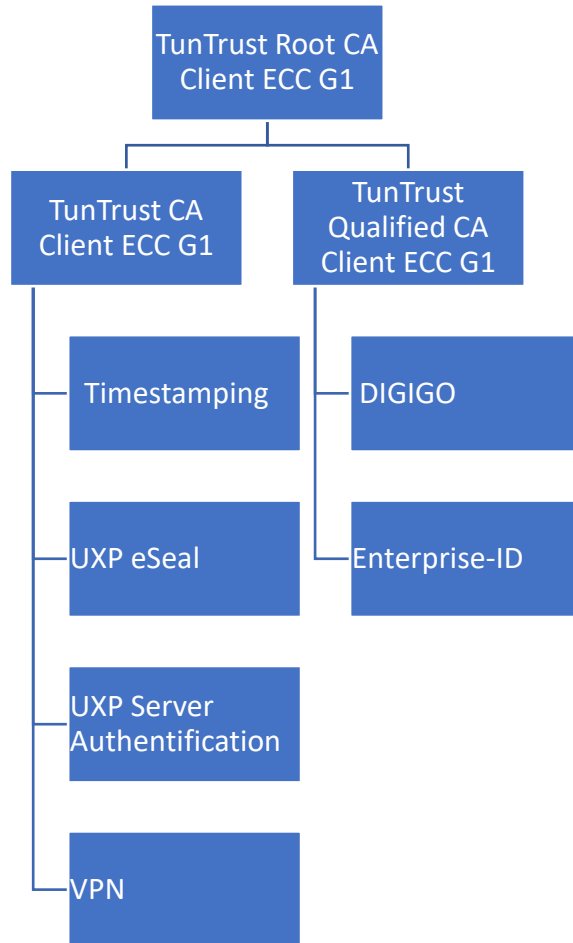 TunTrust Root CA
Client ECC G1
TunTrust CA
Client ECC G1
TunTrust
Qualified CA
Client ECC G1
Timestamping
UXP eSeal
UXP Server
Authentification
VPN
DIGIGO
Enterprise-ID